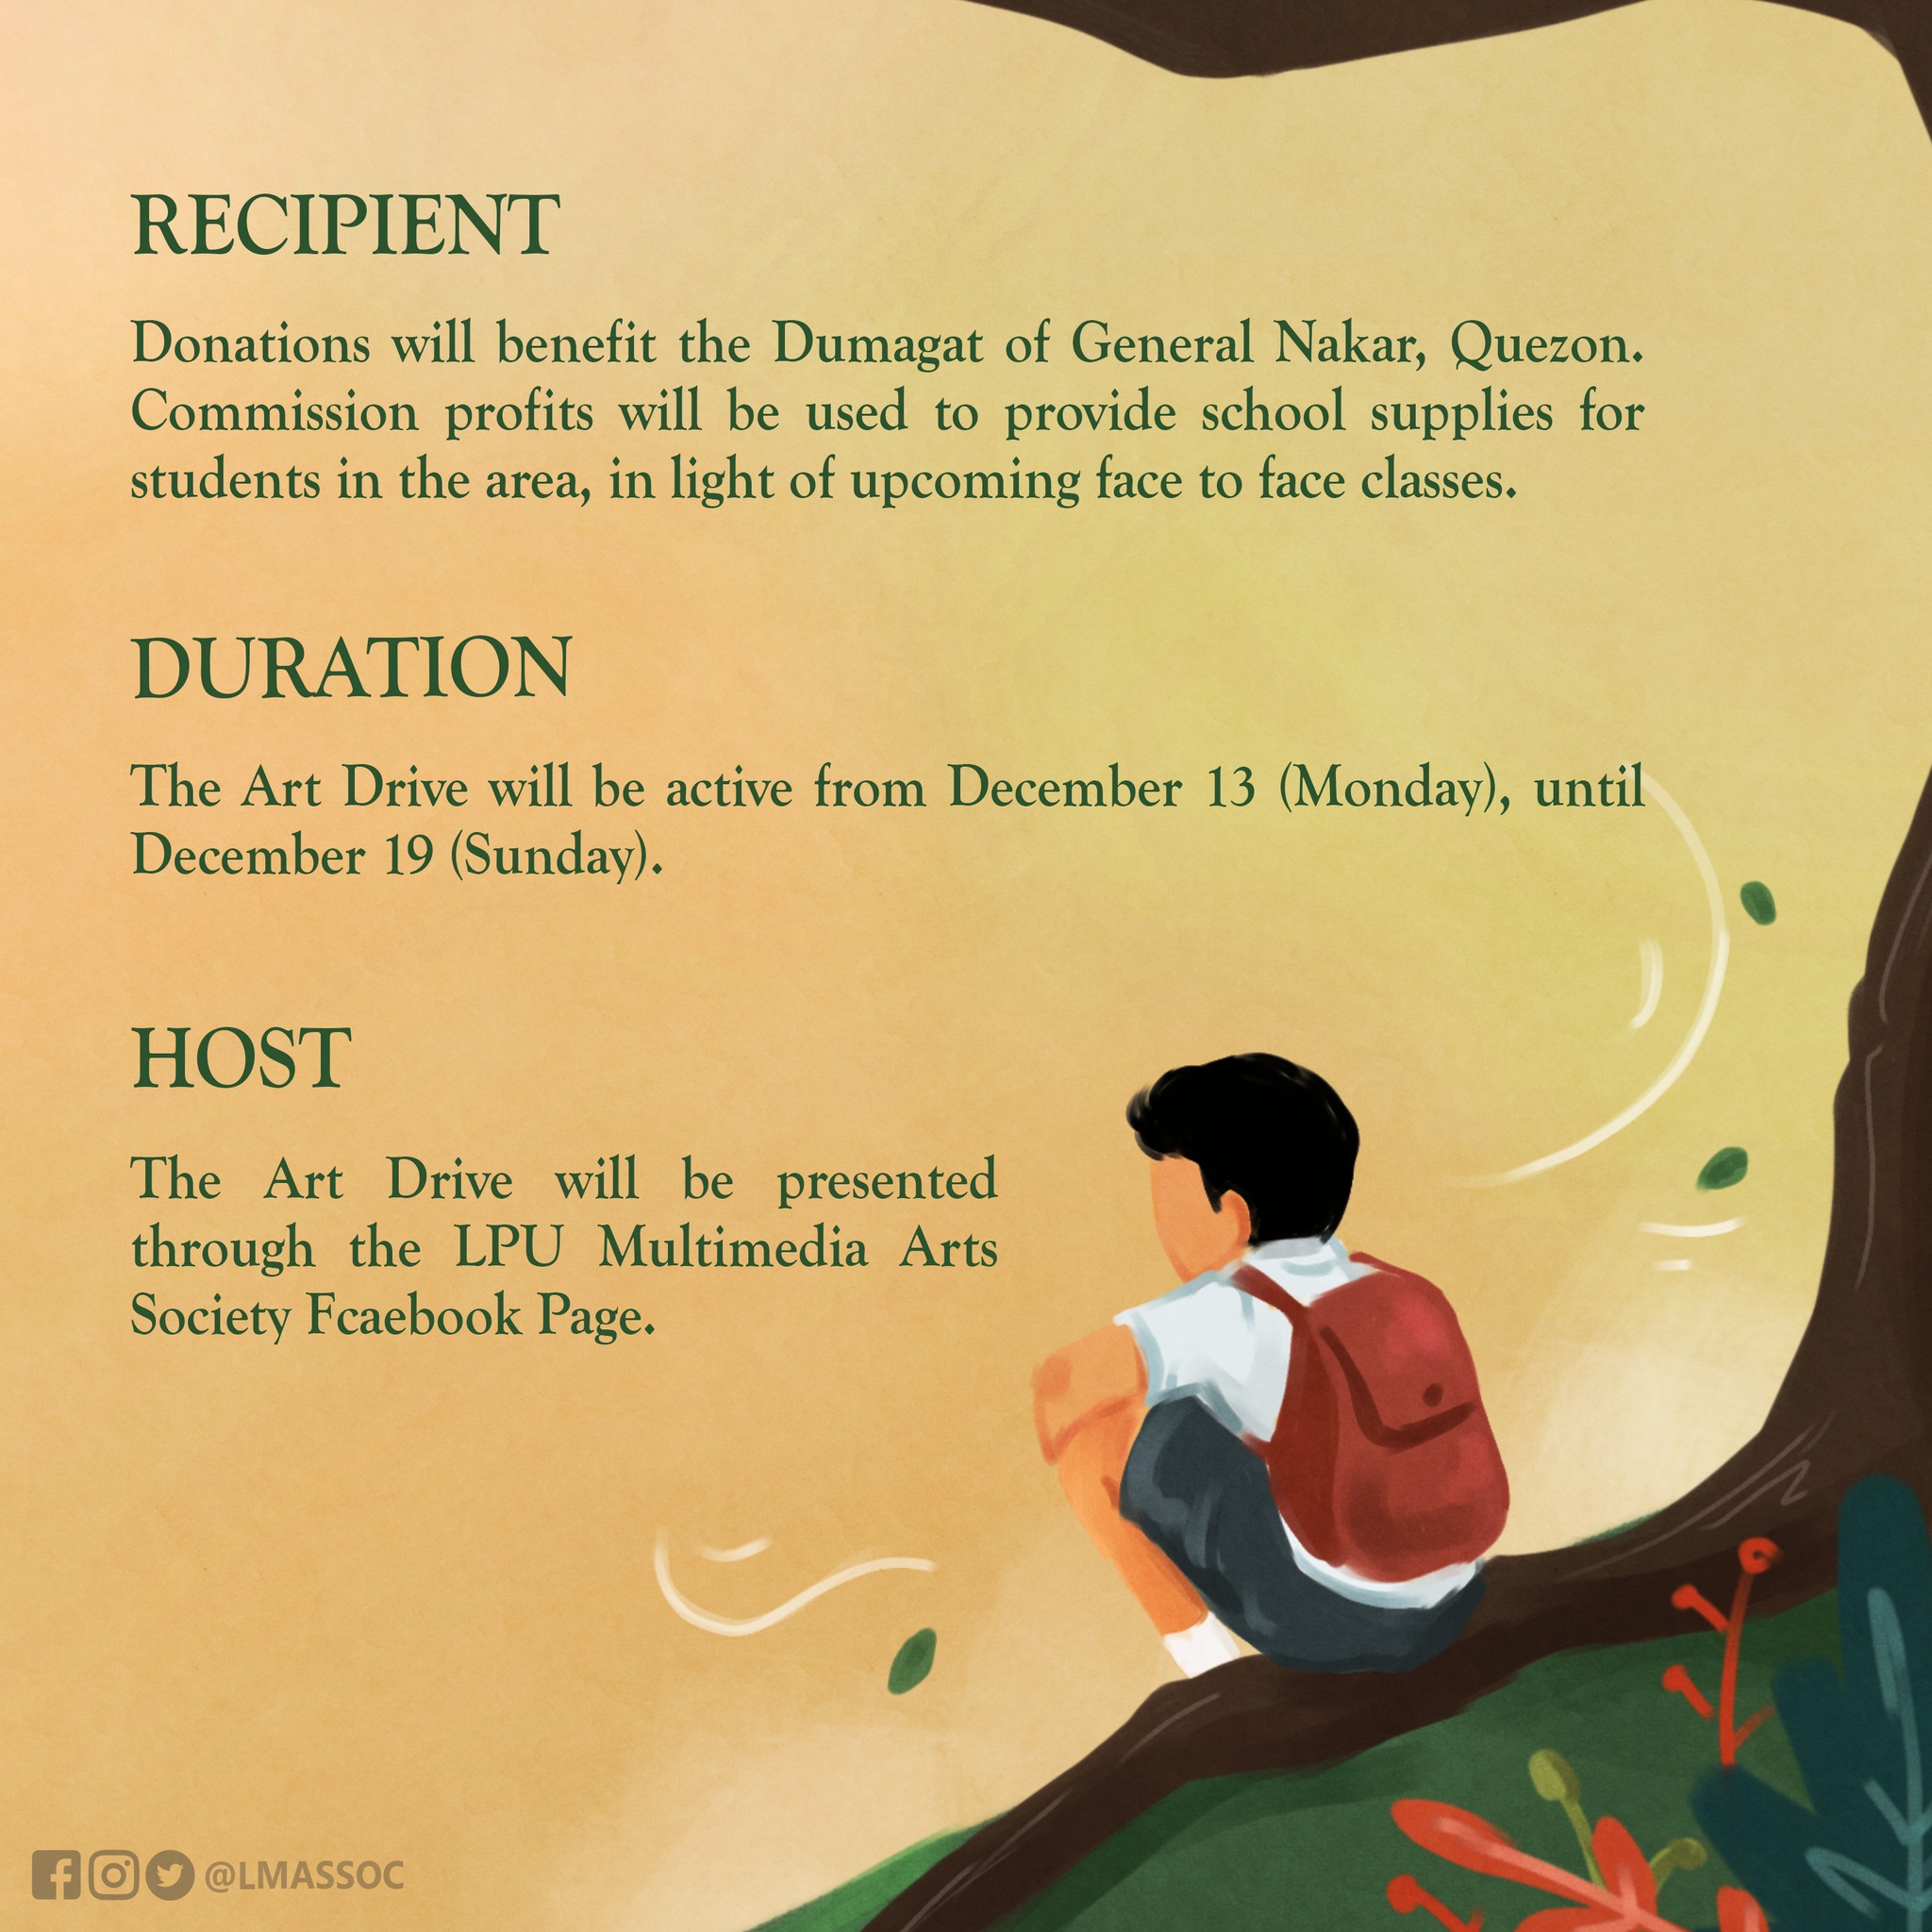 RECIPIENT
Donations will benefit the Dumagat of General Nakar, Quezon.
Commission profits will be used to provide school supplies for
students in the area, in light of upcoming face to face classes.
DURATION
The Art Drive will be active from December 13 (Monday), until
December 19 (Sunday).
HOST
The Art Drive will be presented
through the LPU Multimedia Arts
Society Fcaebook Page.
@LMASSOC